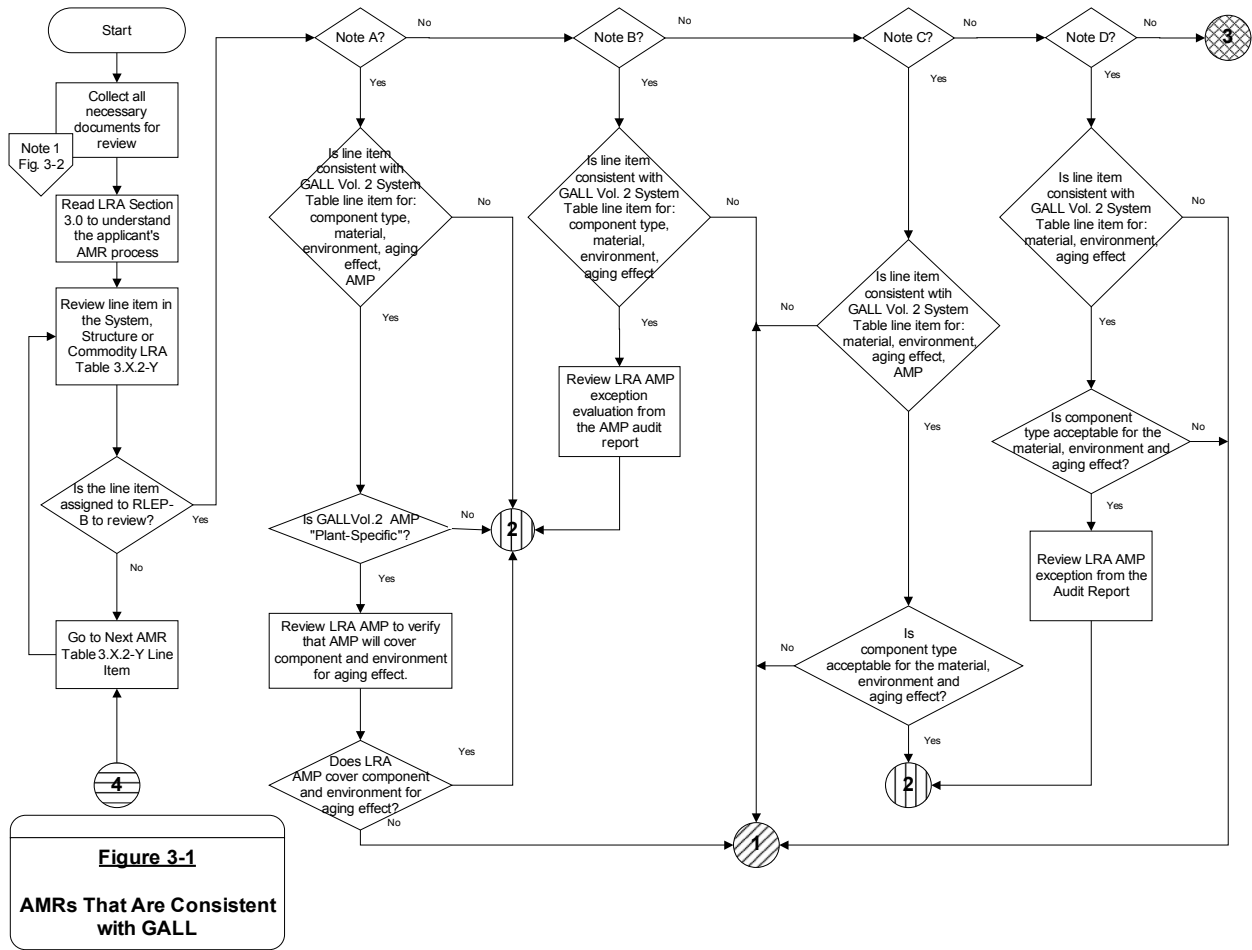 Start
Collect all
necessary
documents for
review
Note 1
Fig. 3-2
Read LRA Section
3.0 to understand
the applicant's
AMR process
Review line item in
the System,
Structure or
Commodity LRA
Table 3.X.2-Y
Is the line item
assigned to RLEP-
B to review?
Yes
No
Go to Next AMR
Table 3.X.2-Y Line
Item
4
Figure 3-1
AMRs That Are Consistent
with GALL
Note A?
No
Yes
Is line item
consistent with
GALL Vol. 2 System
Table line item for:
component type,
material,
environment, aging
effect,
AMP
No
Yes
Is GALLVol.2 AMP
"Plant-Specific"?
No
Yes
Review LRA AMP to verify
that AMP will cover
component and environment
for aging effect.
Does LRA
AMP cover component
and environment for
aging effect?
Yes
No
Note B?
No
Yes
Is line item
consistent with
GALL Vol. 2 System
Table line item for:
component type,
material,
environment,
aging effect
No
Yes
Review LRA AMP
exception
evaluation from
the AMP audit
report
2
Note C?
No
Yes
Is line item
consistent wtih
GALL Vol. 2 System
Table line item for:
material, environment,
aging effect,
AMP
No
Yes
Is
component type
acceptable for the material,
environment and
aging effect?
No
Yes
2
1
Note D?
No
3
Yes
Is line item
consistent with
GALL Vol. 2 System
Table line item for:
material, environment,
aging effect
No
Yes
Is component
type acceptable for the
material, environment and
aging effect?
No
Yes
Review LRA AMP
exception from the
Audit Report